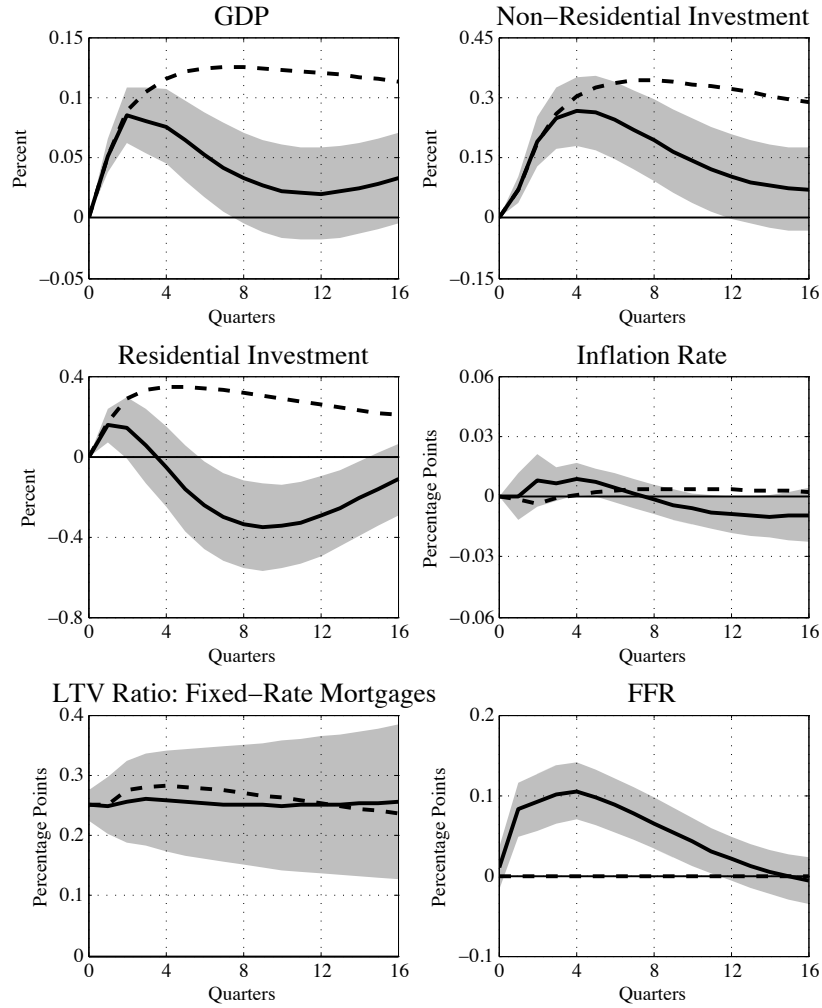 GDP
0.15
0.1
0.05
0
−0.05
Percent
0 4 8 12 16
Quarters
Non−Residential Investment
0.45
0.3
0.15
0
−0.15
Percent
0 4 8 12 16
Quarters
Residential Investment
0.4
0
−0.4
−0.8
Percent
0 4 8 12 16
Quarters
Inflation Rate
0.06
0.03
0
−0.03
−0.06
Percentage Points
0 4 8 12 16
Quarters
LTV Ratio: Fixed−Rate Mortgages
0.4
0.3
0.2
0.1
0
Percentage Points
0 4 8 12 16
Quarters
FFR
0.2
0.1
0
−0.1
Percentage Points
0 4 8 12 16
Quarters